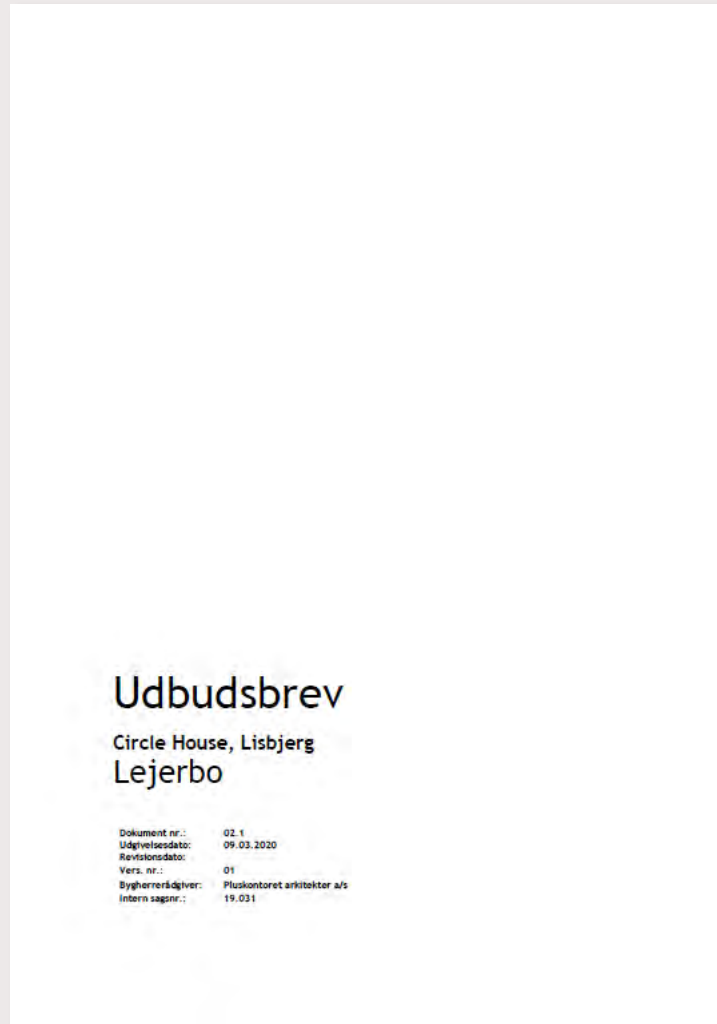 Udbudsbrev
Circle House, Lisbjerg
Lejerbo
Dokument nr.: 02.1
Udgivelsesdato: 09.03.2020
Revisionsdato:
Vers. nr.: 01
Bygherrerådgiver: Pluskontoret arkitekter a/s
Intern sagsnr.: 19.031